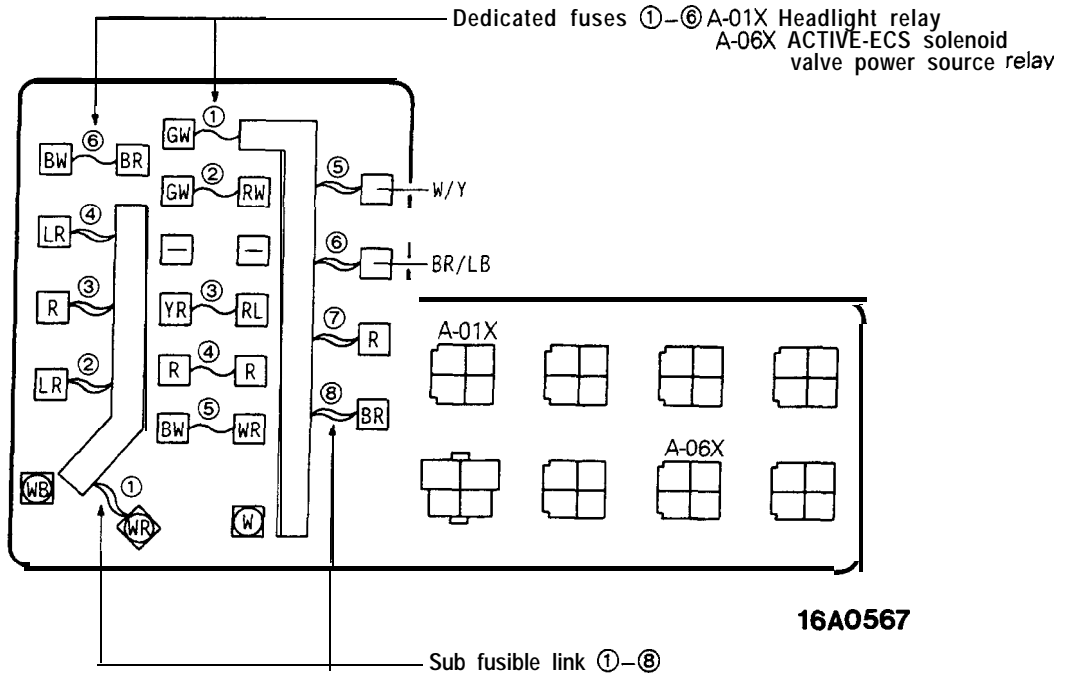 Dedicated fuses ①–⑥ A-01X Headlight relay
A-06X ACTIVE-ECS solenoid
valve power source relay
①
GW
⑥
BW BR
②
GW RW
⑤
W/Y
④
LR
— —
⑥
BR/LB
③
R
③
YR RL
⑦
R
A-01X
②
LR
④
R R
⑧
BR
⑤
BW WR
A-06X
WB
①
WR
W
16A0567
Sub fusible link ①–⑧